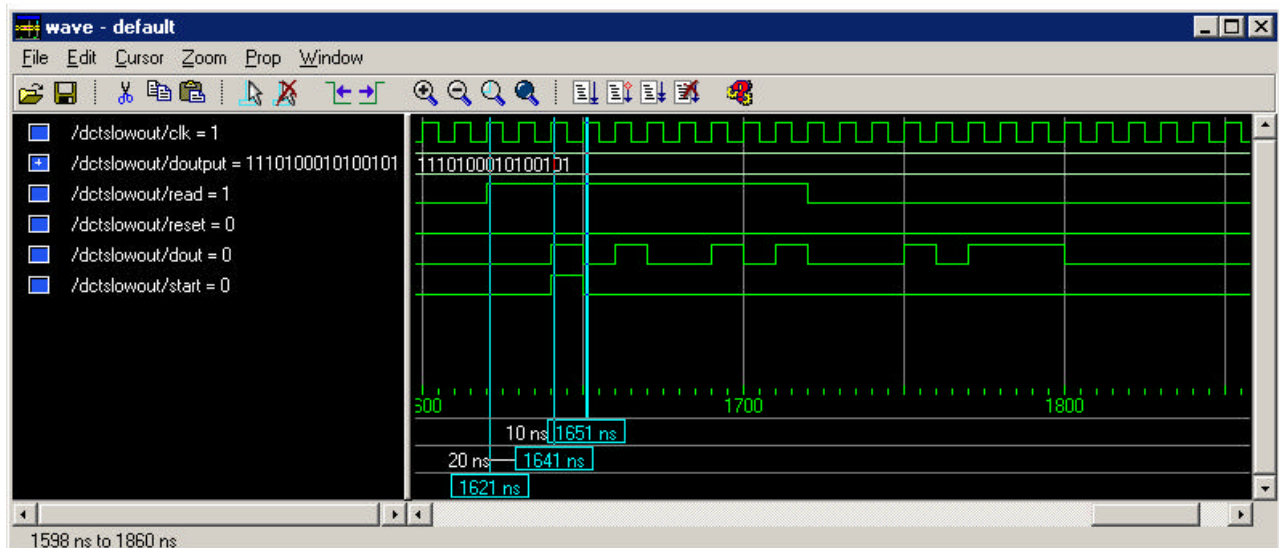 wave - default
File Edit Cursor Zoom Prop Window
/dctslowout/clk = 1
/dctslowout/doutput = 1110100010100101
/dctslowout/read = 1
/dctslowout/reset = 0
/dctslowout/dout = 0
/dctslowout/start = 0
1110100010100101
600 1700 1800
10 ns 1651 ns
20 ns 1641 ns
1621 ns
1598 ns to 1860 ns